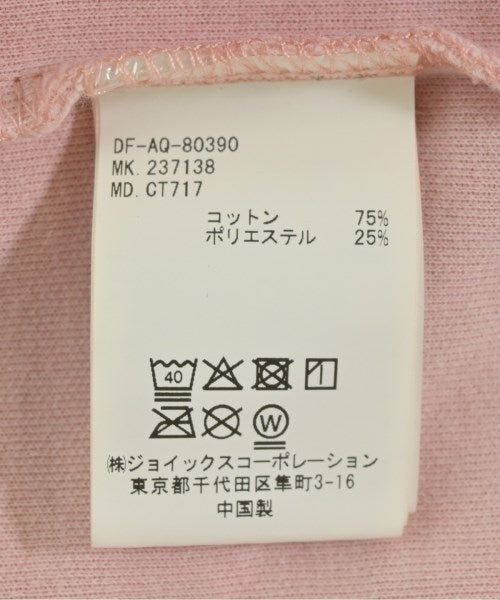 DF-AQ-80390
MK. 237138
MD. CT717
コットン 75%
ポリエステル 25%
40
W
㈱ジョイックスコーポレーション
東京都千代田区隼町3-16
中国製